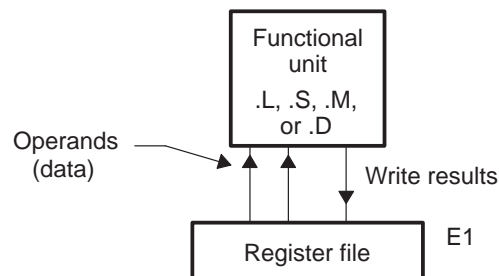 Functional
unit
.L, .S, .M,
or .D
Operands
(data)
Write results
E1
Register file